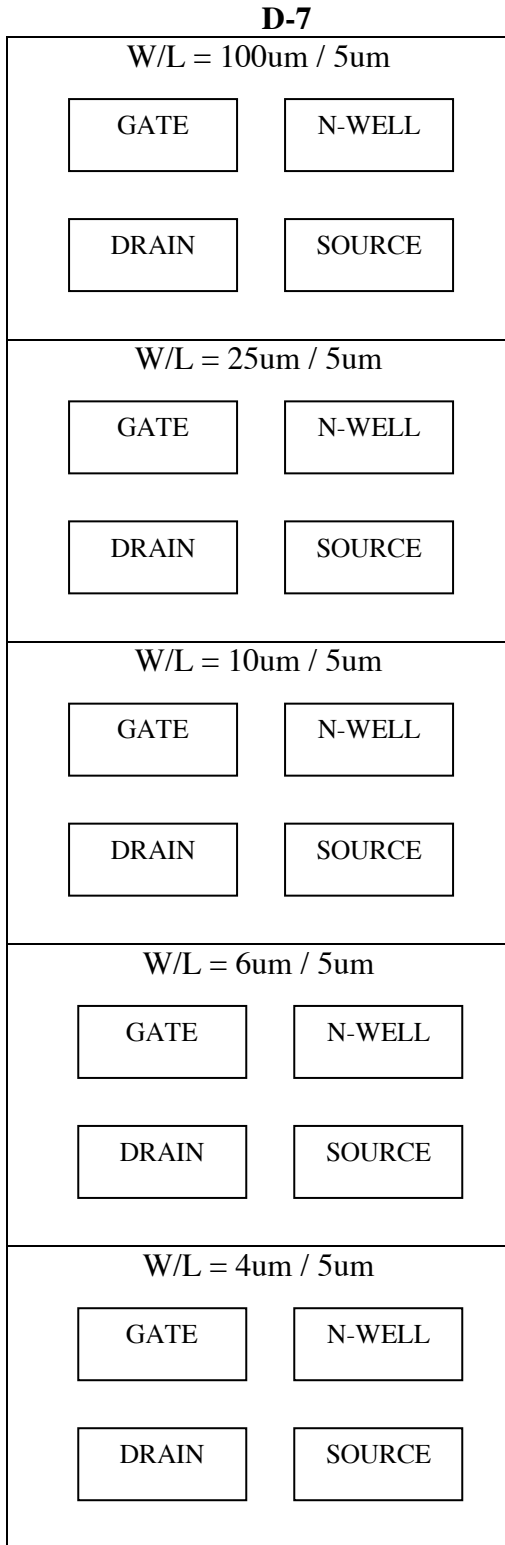 D-7
W/L = 100um / 5um
GATE N-WELL
DRAIN SOURCE
W/L = 25um / 5um
GATE N-WELL
DRAIN SOURCE
W/L = 10um / 5um
GATE N-WELL
DRAIN SOURCE
W/L = 6um / 5um
GATE N-WELL
DRAIN SOURCE
W/L = 4um / 5um
GATE N-WELL
DRAIN SOURCE